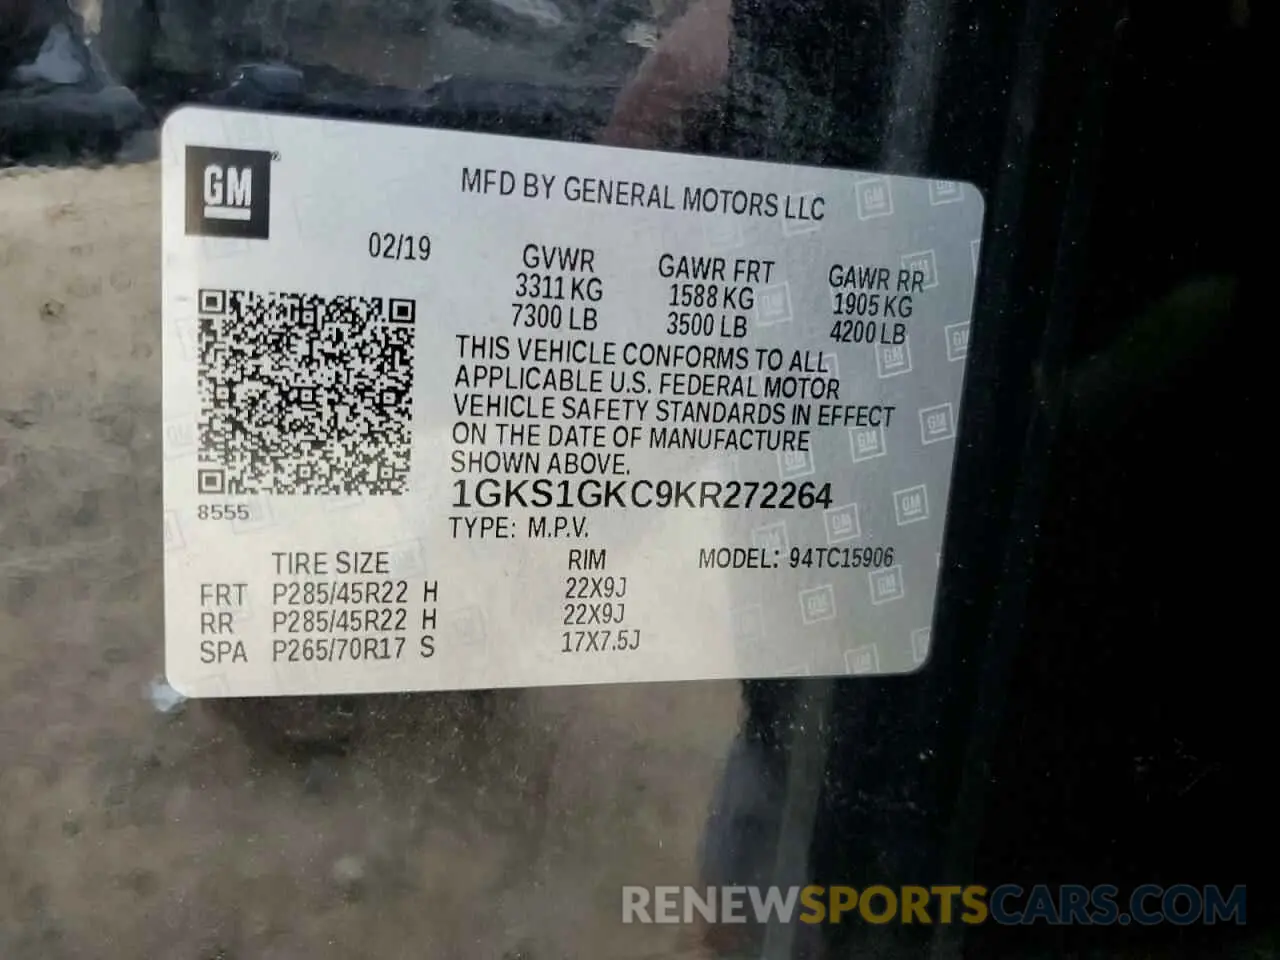 GM®
MFD BY GENERAL MOTORS LLC
02/19
GVWR GAWR FRT GAWR RR
3311 KG 1588 KG 1905 KG
7300 LB 3500 LB 4200 LB
THIS VEHICLE CONFORMS TO ALL
APPLICABLE U.S. FEDERAL MOTOR
VEHICLE SAFETY STANDARDS IN EFFECT
ON THE DATE OF MANUFACTURE
SHOWN ABOVE.
1GKS1GKC9KR272264
8555
TYPE: M.P.V.
TIRE SIZE RIM MODEL: 94TC15906
FRT P285/45R22 H 22X9J
RR P285/45R22 H 22X9J
SPA P265/70R17 S 17X7.5J
RENEWSPORTSCARS.COM